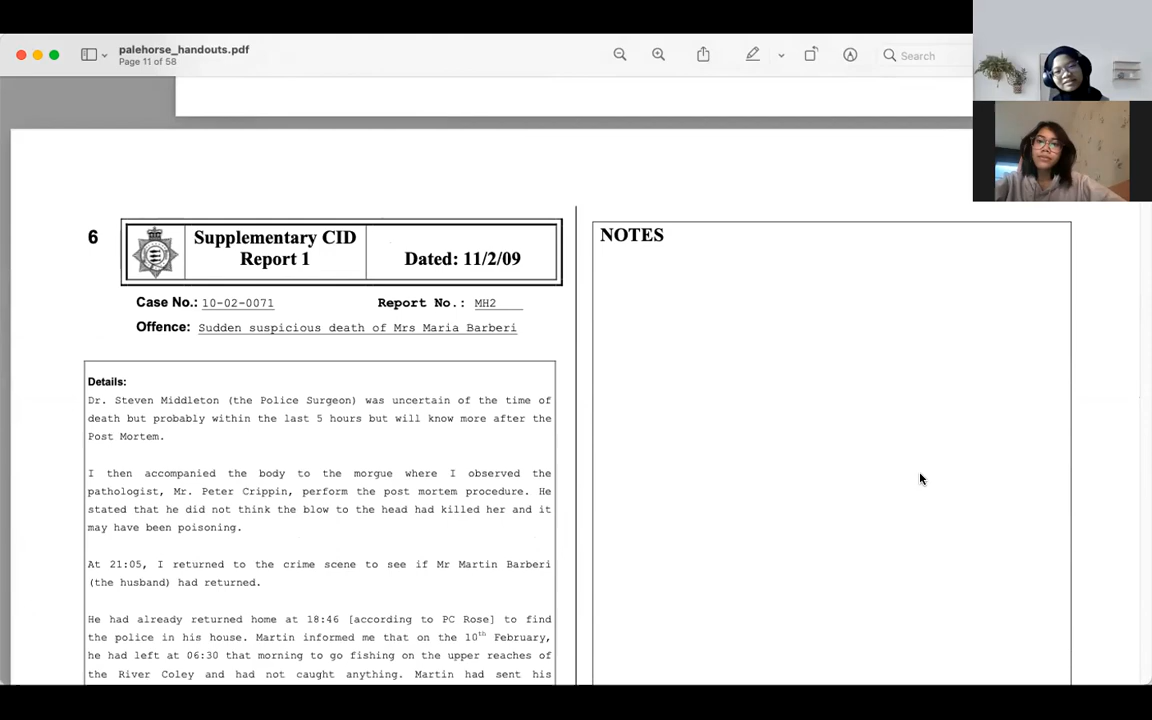 palehorse_handouts.pdf
Page 11 of 58
Search
6
Supplementary CID
Report 1
Dated: 11/2/09
Case No.: 10-02-0071
Report No.: MH2
Offence: Sudden suspicious death of Mrs Maria Barberi
Details:
Dr. Steven Middleton (the Police Surgeon) was uncertain of the time of
death but probably within the last 5 hours but will know more after the
Post Mortem.
I then accompanied the body to the morgue where I observed the
pathologist, Mr. Peter Crippin, perform the post mortem procedure. He
stated that he did not think the blow to the head had killed her and it
may have been poisoning.
At 21:05, I returned to the crime scene to see if Mr Martin Barberi
(the husband) had returned.
He had already returned home at 18:46 [according to PC Rose] to find
the police in his house. Martin informed me that on the 10th February,
he had left at 06:30 that morning to go fishing on the upper reaches of
the River Coley and had not caught anything. Martin had sent his
NOTES